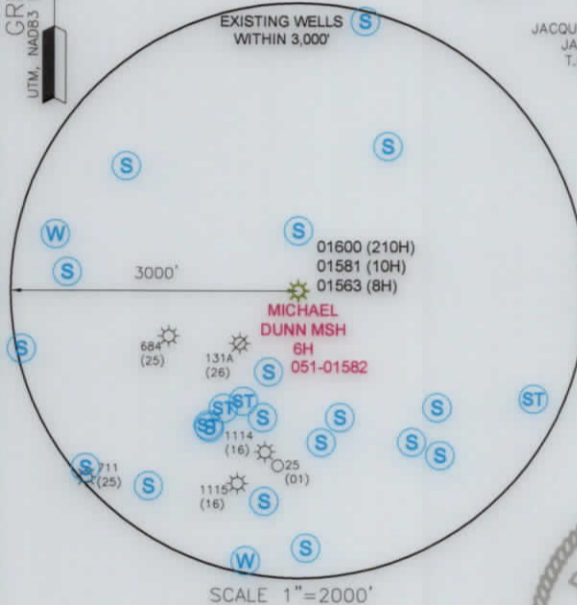 GR
UTM, NAD83
EXISTING WELLS
WITHIN 3,000'
JACQU
JA
T.
S
S
S
W
S
S
3000'
01600 (210H)
01581 (10H)
01563 (8H)
MICHAEL
DUNN MSH
6H
051-01582
684
(25)
131A
(26)
S
S
ST
ST
ST
S
S
S
ST
1114
(16)
S
S
S
25
(01)
S
711
(25)
S
1115
(16)
S
S
W
SCALE 1"=2000'